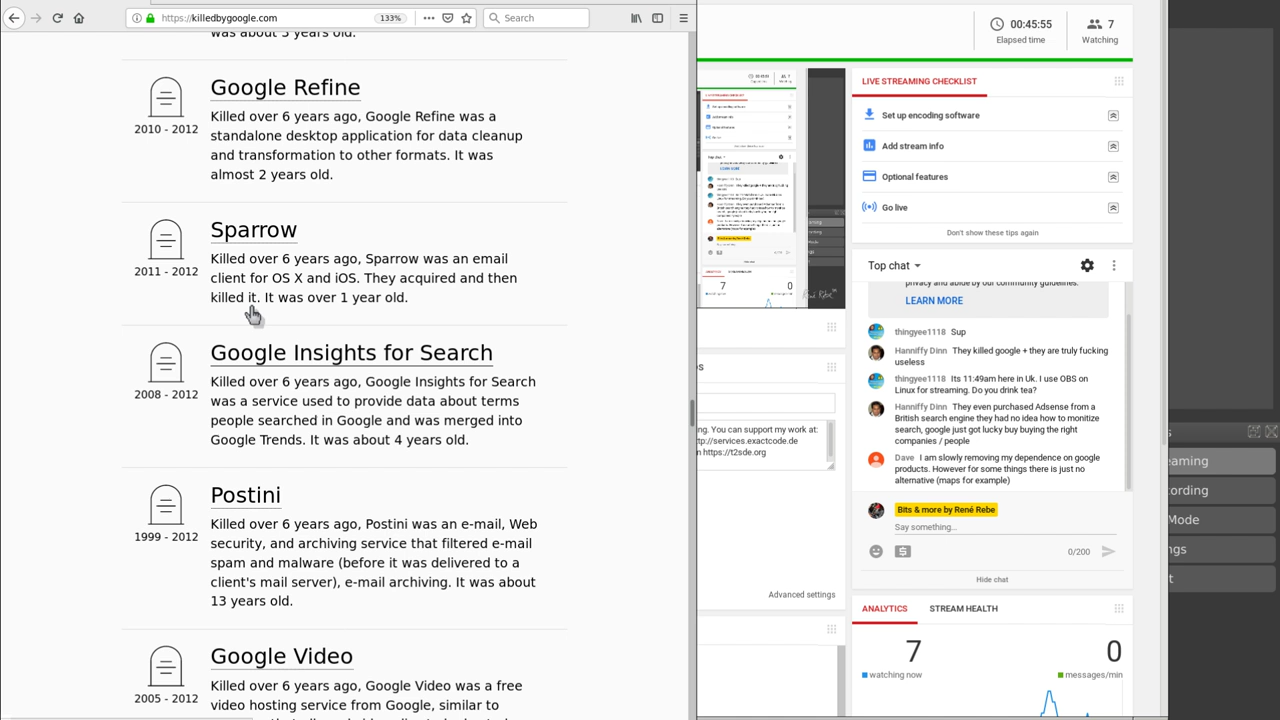 https://killedbygoogle.com
133%
Search
was about 3 years old.
Google Refine
2010 - 2012
Killed over 6 years ago, Google Refine was a
standalone desktop application for data cleanup
and transformation to other formats. It was
almost 2 years old.
Sparrow
2011 - 2012
Killed over 6 years ago, Sparrow was an email
client for OS X and iOS. They acquired and then
killed it. It was over 1 year old.
Google Insights for Search
2008 - 2012
Killed over 6 years ago, Google Insights for Search
was a service used to provide data about terms
people searched in Google and was merged into
Google Trends. It was about 4 years old.
Postini
1999 - 2012
Killed over 6 years ago, Postini was an e-mail, Web
security, and archiving service that filtered e-mail
spam and malware (before it was delivered to a
client's mail server), e-mail archiving. It was about
13 years old.
Google Video
2005 - 2012
Killed over 6 years ago, Google Video was a free
video hosting service from Google, similar to
00:45:55
Elapsed time
7
Watching
LIVE STREAMING CHECKLIST
Set up encoding software
Add stream info
Optional features
Go live
Don't show these tips again
Top chat
privacy and abide by our community guidelines.
LEARN MORE
thingyee1118 Sup
Hanniffy Dinn They killed google + they are truly fucking
useless
thingyee1118 Its 11:49am here in Uk. I use OBS on
Linux for streaming. Do you drink tea?
Hanniffy Dinn They even purchased Adsense from a
British search engine they had no idea how to monitize
search, google just got lucky buy buying the right
companies / people
Dave I am slowly removing my dependence on google
products. However for some things there is just no
alternative (maps for example)
Bits & more by René Rebe
Say something...
0/200
Hide chat
ANALYTICS
STREAM HEALTH
7
watching now
0
messages/min
ng. You can support my work at:
ttp://services.exactcode.de
n https://t2sde.org
Advanced settings
René Rebe
7
0
eaming
cording
Mode
ngs
t